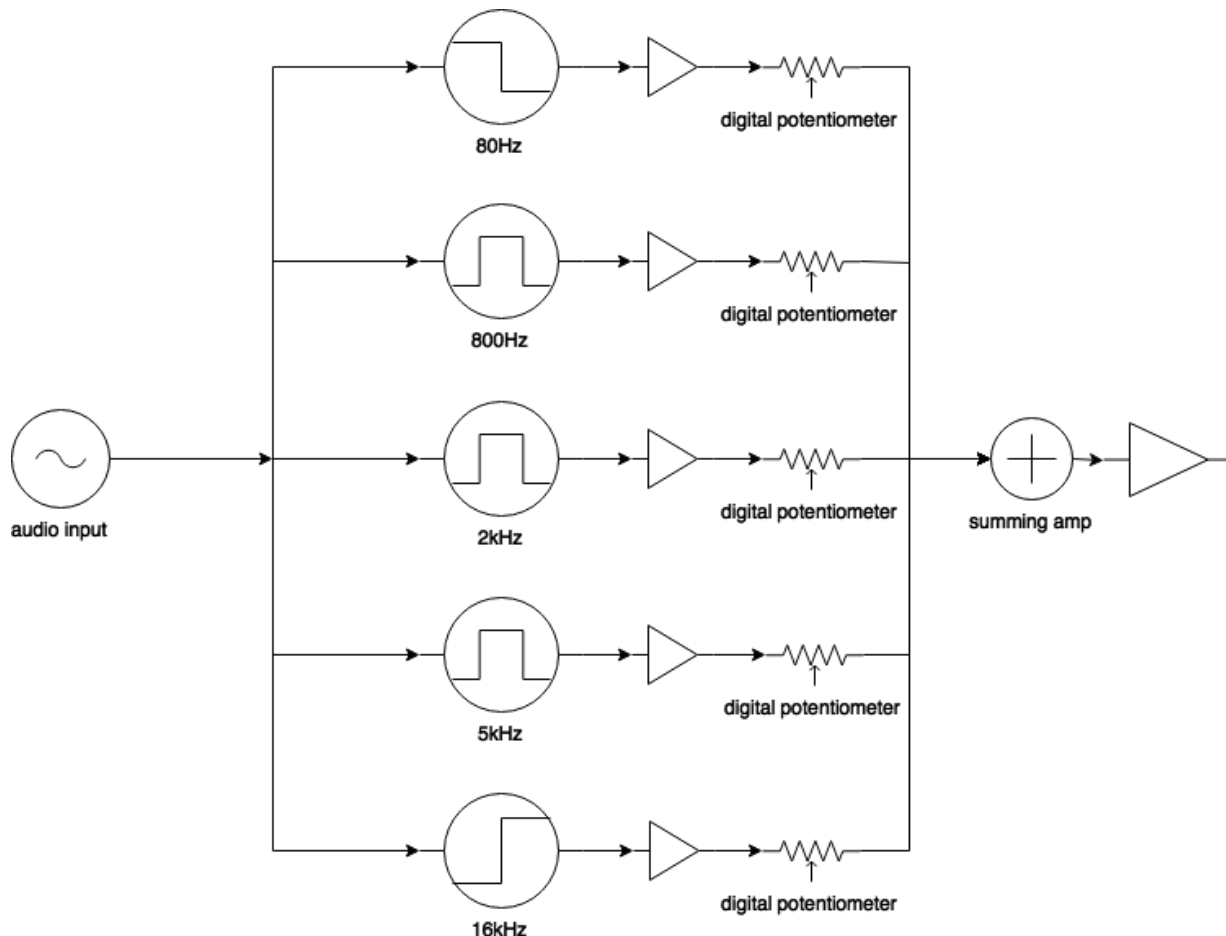 digital potentiometer
80Hz
digital potentiometer
800Hz
audio input
digital potentiometer
2kHz
summing amp
digital potentiometer
5kHz
digital potentiometer
16kHz